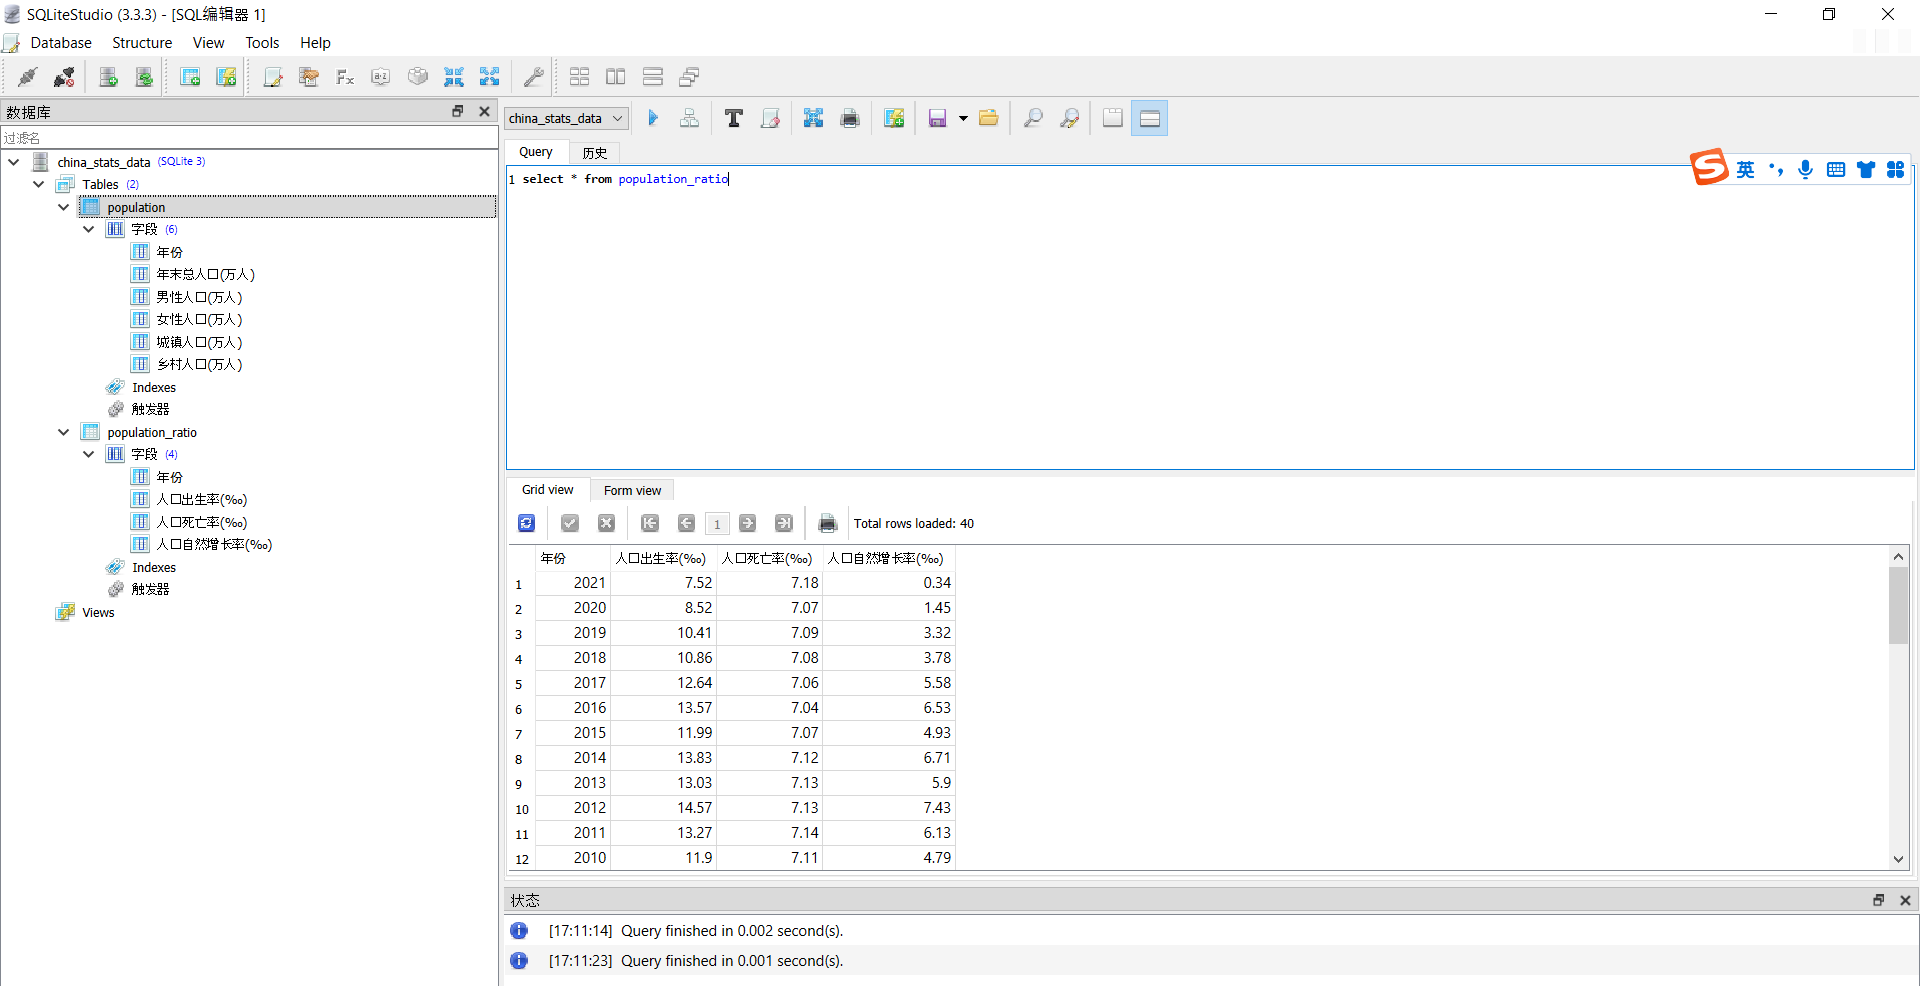 SQLiteStudio (3.3.3) - [SQL编辑器 1]
Database Structure View Tools Help
数据库
过滤名
china_stats_data (SQLite 3)
Tables (2)
population
字段 (6)
年份
年末总人口(万人)
男性人口(万人)
女性人口(万人)
城镇人口(万人)
乡村人口(万人)
Indexes
触发器
population_ratio
字段 (4)
年份
人口出生率(‰)
人口死亡率(‰)
人口自然增长率(‰)
Indexes
触发器
Views
china_stats_data
Query 历史
1 select * from population_ratio
英
Grid view Form view
1 Total rows loaded: 40
年份 人口出生率(‰) 人口死亡率(‰) 人口自然增长率(‰)
1 2021 7.52 7.18 0.34
2 2020 8.52 7.07 1.45
3 2019 10.41 7.09 3.32
4 2018 10.86 7.08 3.78
5 2017 12.64 7.06 5.58
6 2016 13.57 7.04 6.53
7 2015 11.99 7.07 4.93
8 2014 13.83 7.12 6.71
9 2013 13.03 7.13 5.9
10 2012 14.57 7.13 7.43
11 2011 13.27 7.14 6.13
12 2010 11.9 7.11 4.79
状态
[17:11:14] Query finished in 0.002 second(s).
[17:11:23] Query finished in 0.001 second(s).